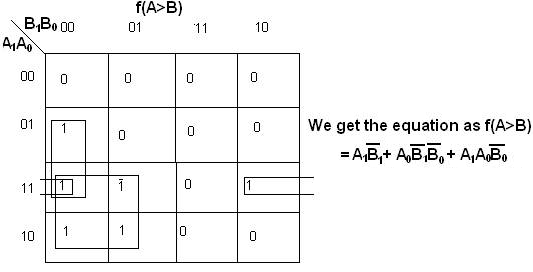 f(A>B)
B₁B₀ 00 01 11 10
A₁A₀
00 0 0 0 0
01 1 0 0 0
11 1 1 0 1
10 1 1 0 0
We get the equation as f(A>B)
= A₁B̅₁ + A₀B̅₁B̅₀ + A₁A₀B̅₀